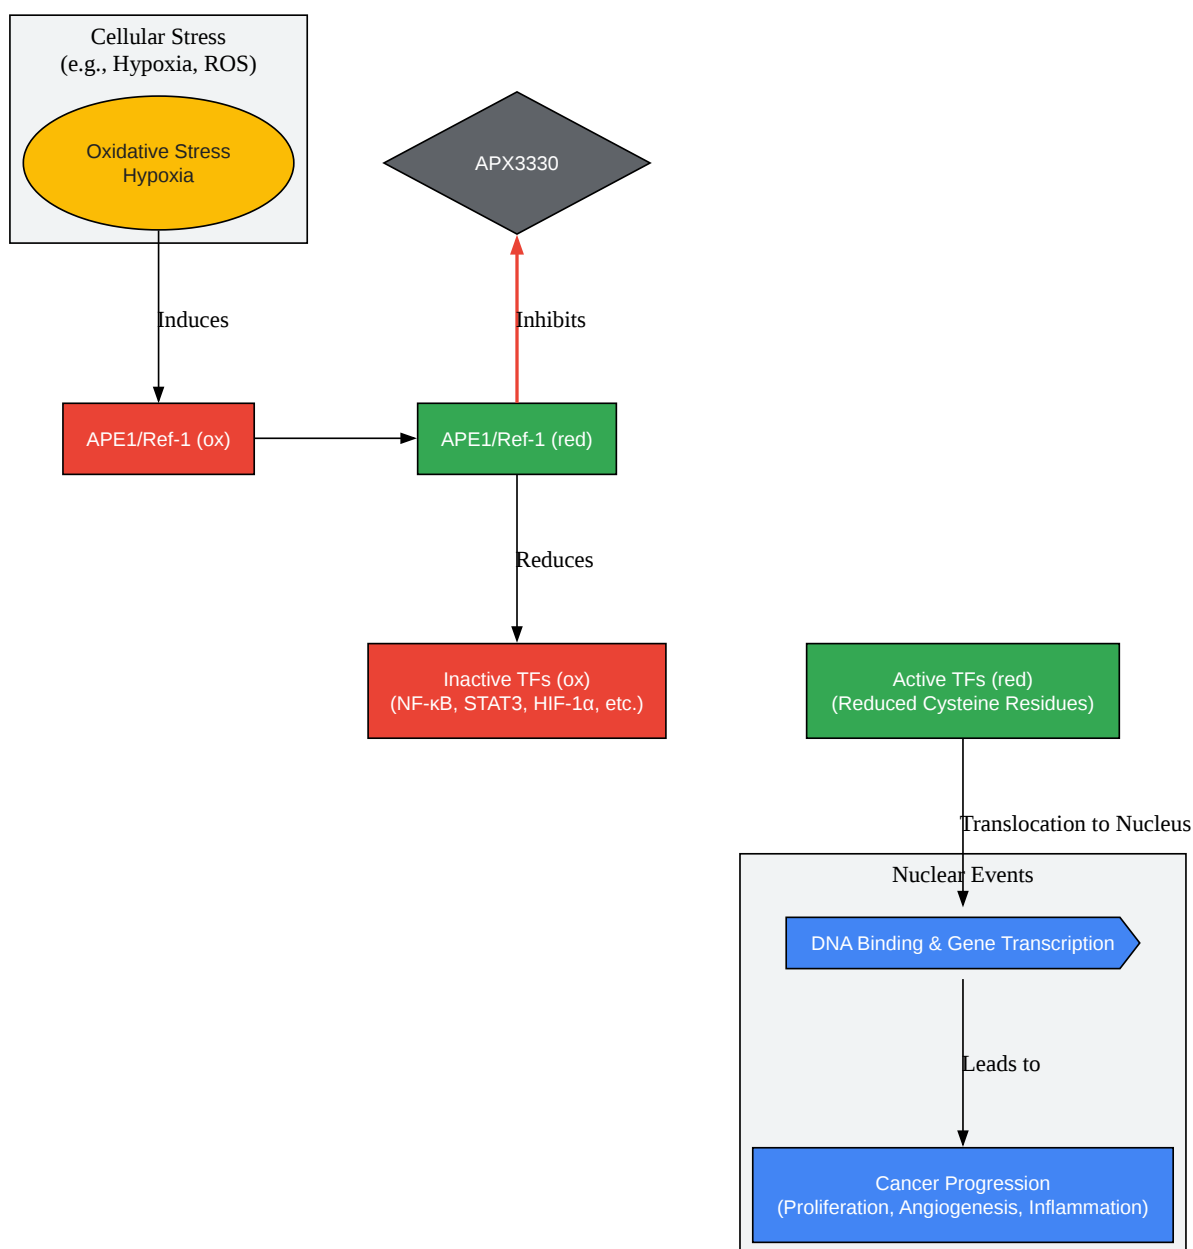 Cellular Stress
(e.g., Hypoxia, ROS)
Oxidative Stress
Hypoxia
APX3330
Induces
Inhibits
APE1/Ref-1 (ox)
APE1/Ref-1 (red)
Reduces
Inactive TFs (ox)
(NF-κB, STAT3, HIF-1α, etc.)
Active TFs (red)
(Reduced Cysteine Residues)
Translocation to Nucleus
Nuclear Events
DNA Binding & Gene Transcription
Leads to
Cancer Progression
(Proliferation, Angiogenesis, Inflammation)